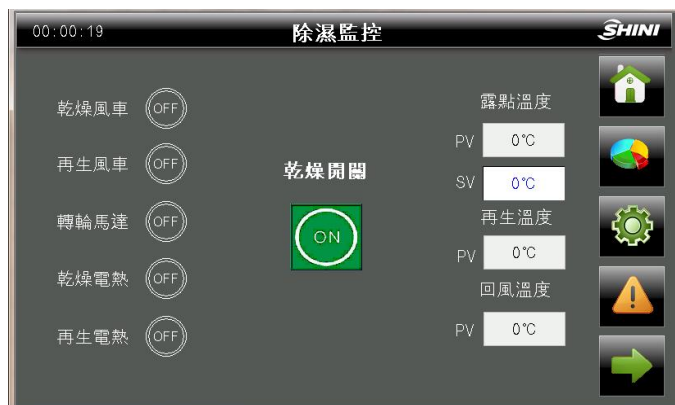 00:00:19
除濕監控
SHINI
乾燥風車 OFF
再生風車 OFF
轉輪馬達 OFF
乾燥電熱 OFF
再生電熱 OFF
乾燥開關
ON
露點溫度
PV 0℃
SV 0℃
再生溫度
PV 0℃
回風溫度
PV 0℃